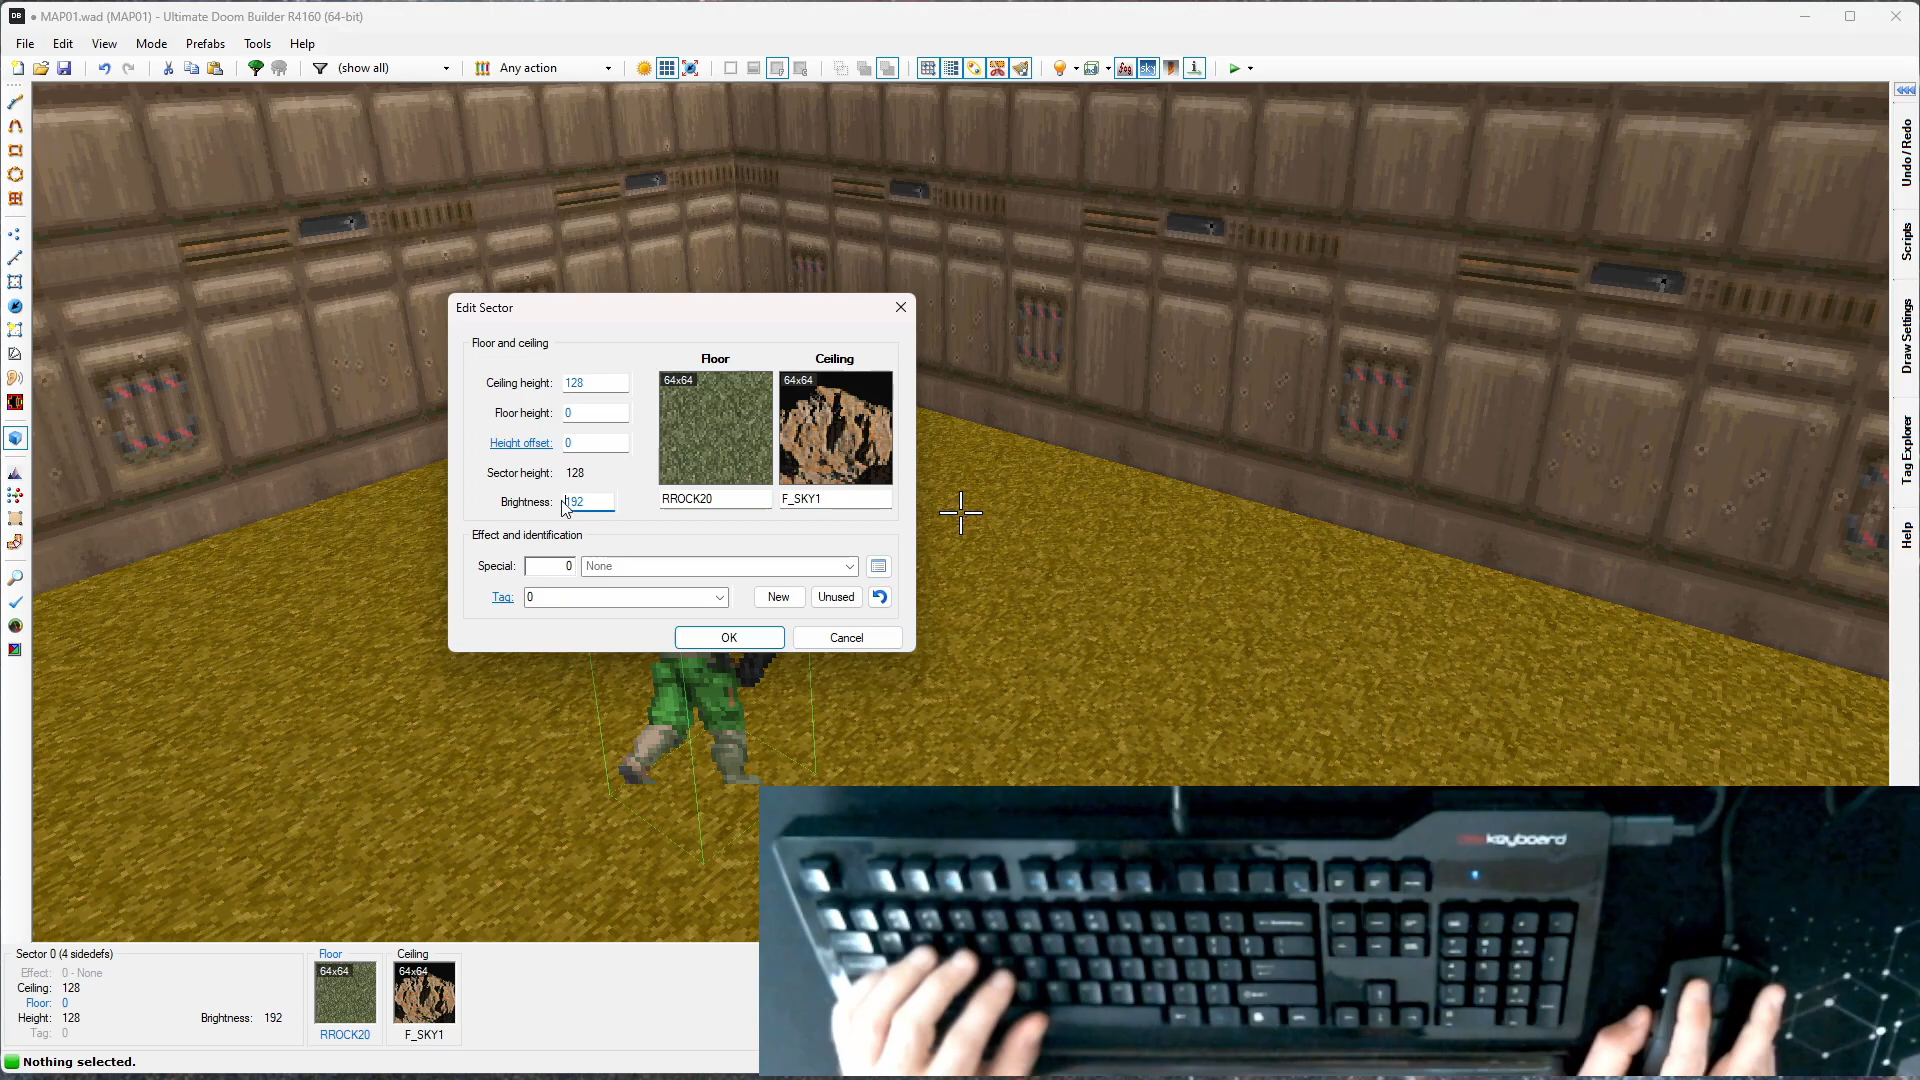 MAP01.wad (MAP01) - Ultimate Doom Builder R4160 (64-bit)
File Edit View Mode Prefabs Tools Help
(show all)
Any action
Undo/Redo
Scripts
Draw Settings
Tag Explorer
Help
Edit Sector
Floor and ceiling
Floor
Ceiling
Ceiling height: 128
Floor height: 0
Height offset: 0
Sector height: 128
Brightness: 192
64x64
64x64
RROCK20
F_SKY1
Effect and identification
Special: 0 None
Tag: 0
New
Unused
OK
Cancel
keyboard
Sector 0 (4 sidedefs)
Effect: 0 - None
Ceiling: 128
Floor: 0
Height: 128
Brightness: 192
Tag: 0
Floor
64x64
RROCK20
Ceiling
64x64
F_SKY1
Nothing selected.